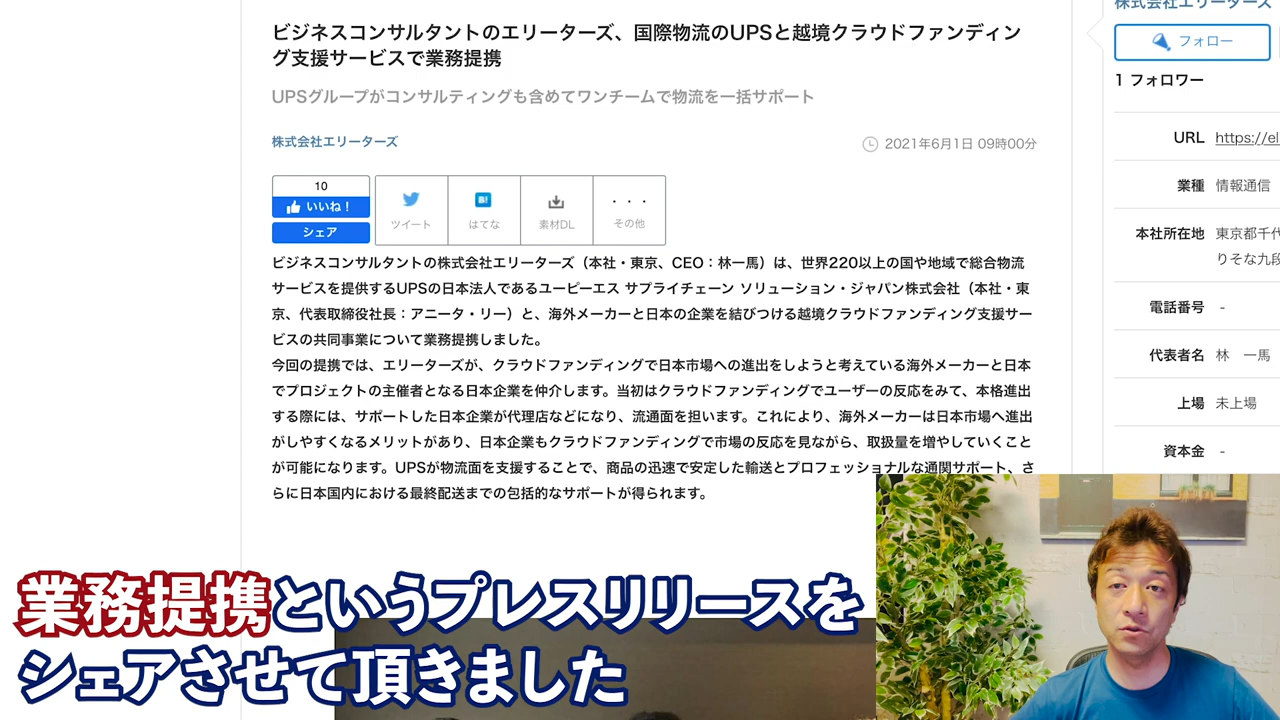 ビジネスコンサルタントのエリーターズ、国際物流のUPSと越境クラウドファンディン
グ支援サービスで業務提携
UPSグループがコンサルティングも含めてワンチームで物流を一括サポート
株式会社エリーターズ
2021年6月1日 09時00分
10
いいね！
シェア
ツイート
はてな
素材DL
その他
ビジネスコンサルタントの株式会社エリーターズ（本社・東京、CEO：林一馬）は、世界220以上の国や地域で総合物流
サービスを提供するUPSの日本法人であるユーピーエス サプライチェーン ソリューション・ジャパン株式会社（本社・東
京、代表取締役社長：アニータ・リー）と、海外メーカーと日本の企業を結びつける越境クラウドファンディング支援サー
ビスの共同事業について業務提携しました。
今回の提携では、エリーターズが、クラウドファンディングで日本市場への進出をしようと考えている海外メーカーと日本
でプロジェクトの主催者となる日本企業を仲介します。当初はクラウドファンディングでユーザーの反応をみて、本格進出
する際には、サポートした日本企業が代理店などになり、流通面を担います。これにより、海外メーカーは日本市場へ進出
がしやすくなるメリットがあり、日本企業もクラウドファンディングで市場の反応を見ながら、取扱量を増やしていくこと
が可能になります。UPSが物流面を支援することで、商品の迅速で安定した輸送とプロフェッショナルな通関サポート、さ
らに日本国内における最終配送までの包括的なサポートが得られます。
株式会社エリーターズ
フォロー
1 フォロワー
URL https://el
業種 情報通信
本社所在地 東京都千代
りそな九段
電話番号 -
代表者名 林 一馬
上場 未上場
資本金 -
業務提携というプレスリリースを
シェアさせて頂きました